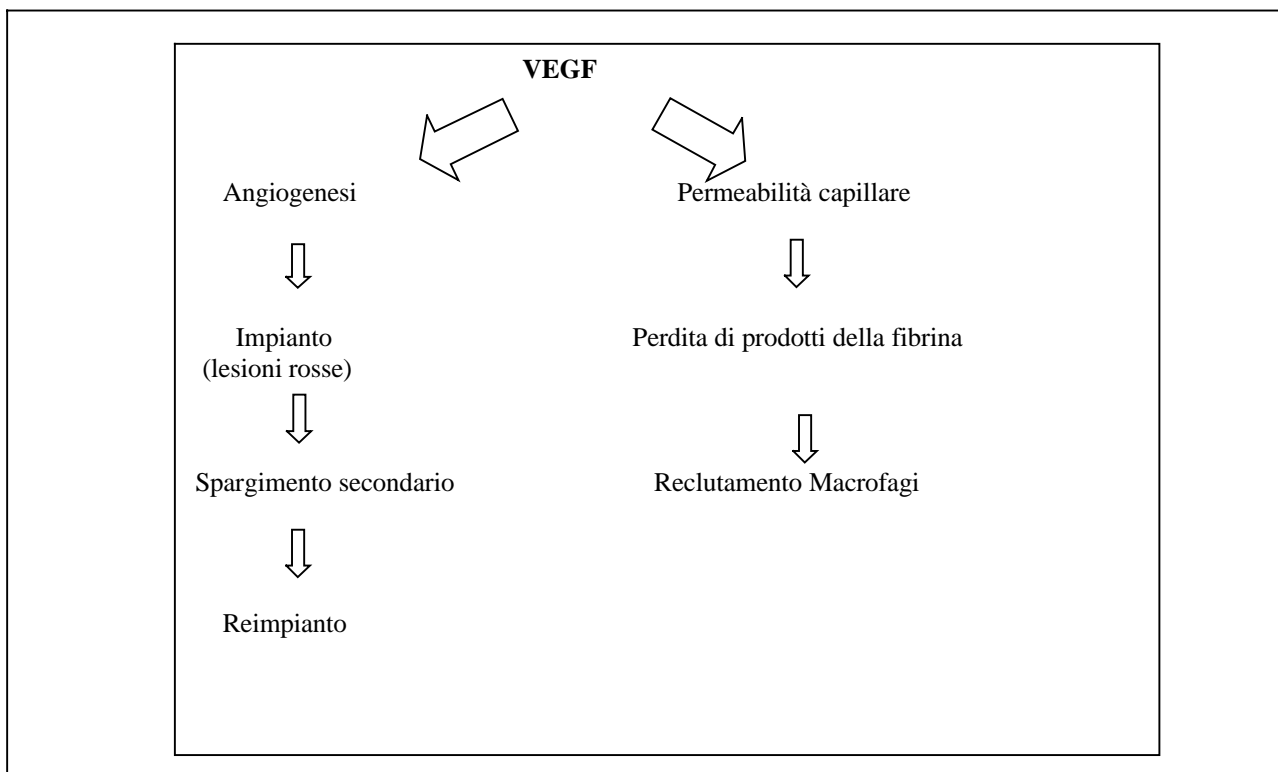 VEGF
Angiogenesi
Permeabilità capillare
Impianto
(lesioni rosse)
Perdita di prodotti della fibrina
Spargimento secondario
Reclutamento Macrofagi
Reimpianto